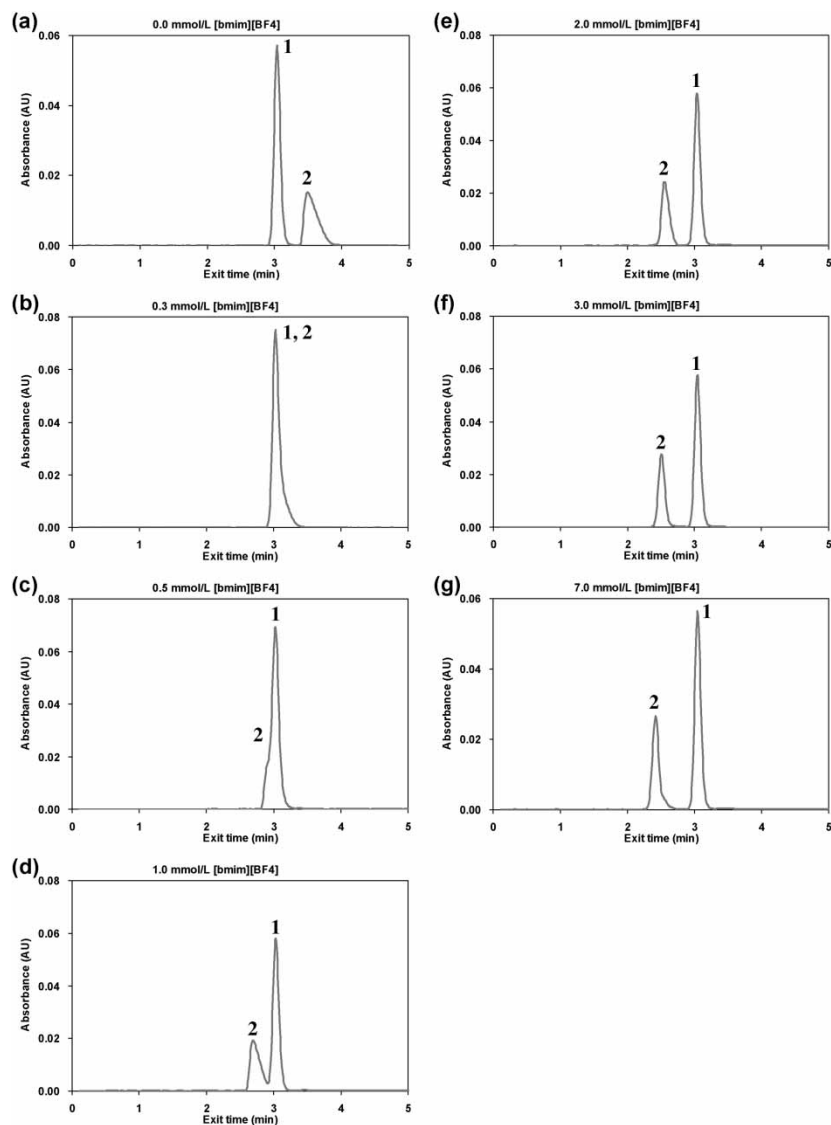 (a)
0.0 mmol/L [bmim][BF4]
0.06
0.04
0.02
0.00
Absorbance (AU)
1
2
0 1 2 3 4 5
Exit time (min)
(b)
0.3 mmol/L [bmim][BF4]
0.08
0.06
0.04
0.02
0.00
Absorbance (AU)
1, 2
0 1 2 3 4 5
Exit time (min)
(c)
0.5 mmol/L [bmim][BF4]
0.08
0.06
0.04
0.02
0.00
Absorbance (AU)
1
2
0 1 2 3 4 5
Exit time (min)
(d)
1.0 mmol/L [bmim][BF4]
0.08
0.06
0.04
0.02
0.00
Absorbance (AU)
1
2
0 1 2 3 4 5
Exit time (min)
(e)
2.0 mmol/L [bmim][BF4]
0.08
0.06
0.04
0.02
0.00
Absorbance (AU)
1
2
0 1 2 3 4 5
Exit time (min)
(f)
3.0 mmol/L [bmim][BF4]
0.08
0.06
0.04
0.02
0.00
Absorbance (AU)
1
2
0 1 2 3 4 5
Exit time (min)
(g)
7.0 mmol/L [bmim][BF4]
0.06
0.04
0.02
0.00
Absorbance (AU)
1
2
0 1 2 3 4 5
Exit time (min)